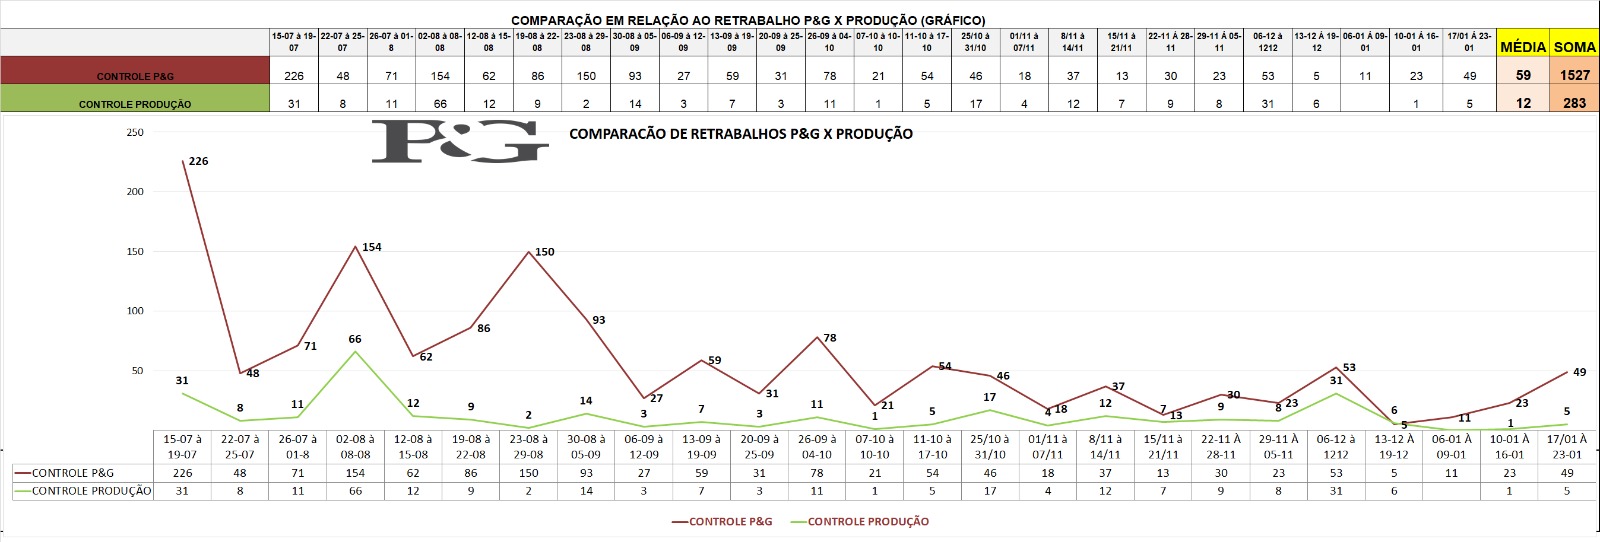 COMPARAÇÃO EM RELAÇÃO AO RETRABALHO P&G X PRODUÇÃO (GRÁFICO)
15-07 à 19-07 22-07 à 25-07 26-07 à 01-8 02-08 à 08-08 12-08 à 15-08 19-08 à 22-08 23-08 à 29-08 30-08 à 05-09 06-09 à 12-09 13-09 à 19-09 20-09 à 25-09 26-09 à 04-10 07-10 à 10-10 11-10 à 17-10 25/10 à 31/10 01/11 à 07/11 8/11 à 14/11 15/11 à 21/11 22-11 Á 28-11 29-11 Á 05-11 06-12 à 1212 13-12 Á 19-12 06-01 Á 09-01 10-01 Á 16-01 17/01 Á 23-01 MÉDIA SOMA
CONTROLE P&G 226 48 71 154 62 86 150 93 27 59 31 78 21 54 46 18 37 13 30 23 53 5 11 23 49 59 1527
CONTROLE PRODUÇÃO 31 8 11 66 12 9 2 14 3 7 3 11 1 5 17 4 12 7 9 8 31 6 1 5 12 283
P&G
COMPARACÃO DE RETRABALHOS P&G X PRODUÇÃO
250
200
150
100
50
226 48 71 154 62 86 150 93 27 59 31 78 21 54 46 18 37 13 30 23 53 5 11 23 49
31 8 11 66 12 9 2 14 3 7 3 11 1 5 17 4 12 7 9 8 31 6 1 5
15-07 à 22-07 à 26-07 à 02-08 à 12-08 à 19-08 à 23-08 à 30-08 à 06-09 à 13-09 à 20-09 à 26-09 à 07-10 à 11-10 à 25/10 à 01/11 à 8/11 à 15/11 à 22-11 À 29-11 À 06-12 à 13-12 À 06-01 À 10-01 À 17/01 À
19-07 25-07 01-8 08-08 15-08 22-08 29-08 05-09 12-09 19-09 25-09 04-10 10-10 17-10 31/10 07/11 14/11 21/11 28-11 05-11 1212 19-12 09-01 16-01 23-01
CONTROLE P&G 226 48 71 154 62 86 150 93 27 59 31 78 21 54 46 18 37 13 30 23 53 5 11 23 49
CONTROLE PRODUÇÃO 31 8 11 66 12 9 2 14 3 7 3 11 1 5 17 4 12 7 9 8 31 6 1 5
CONTROLE P&G CONTROLE PRODUÇÃO